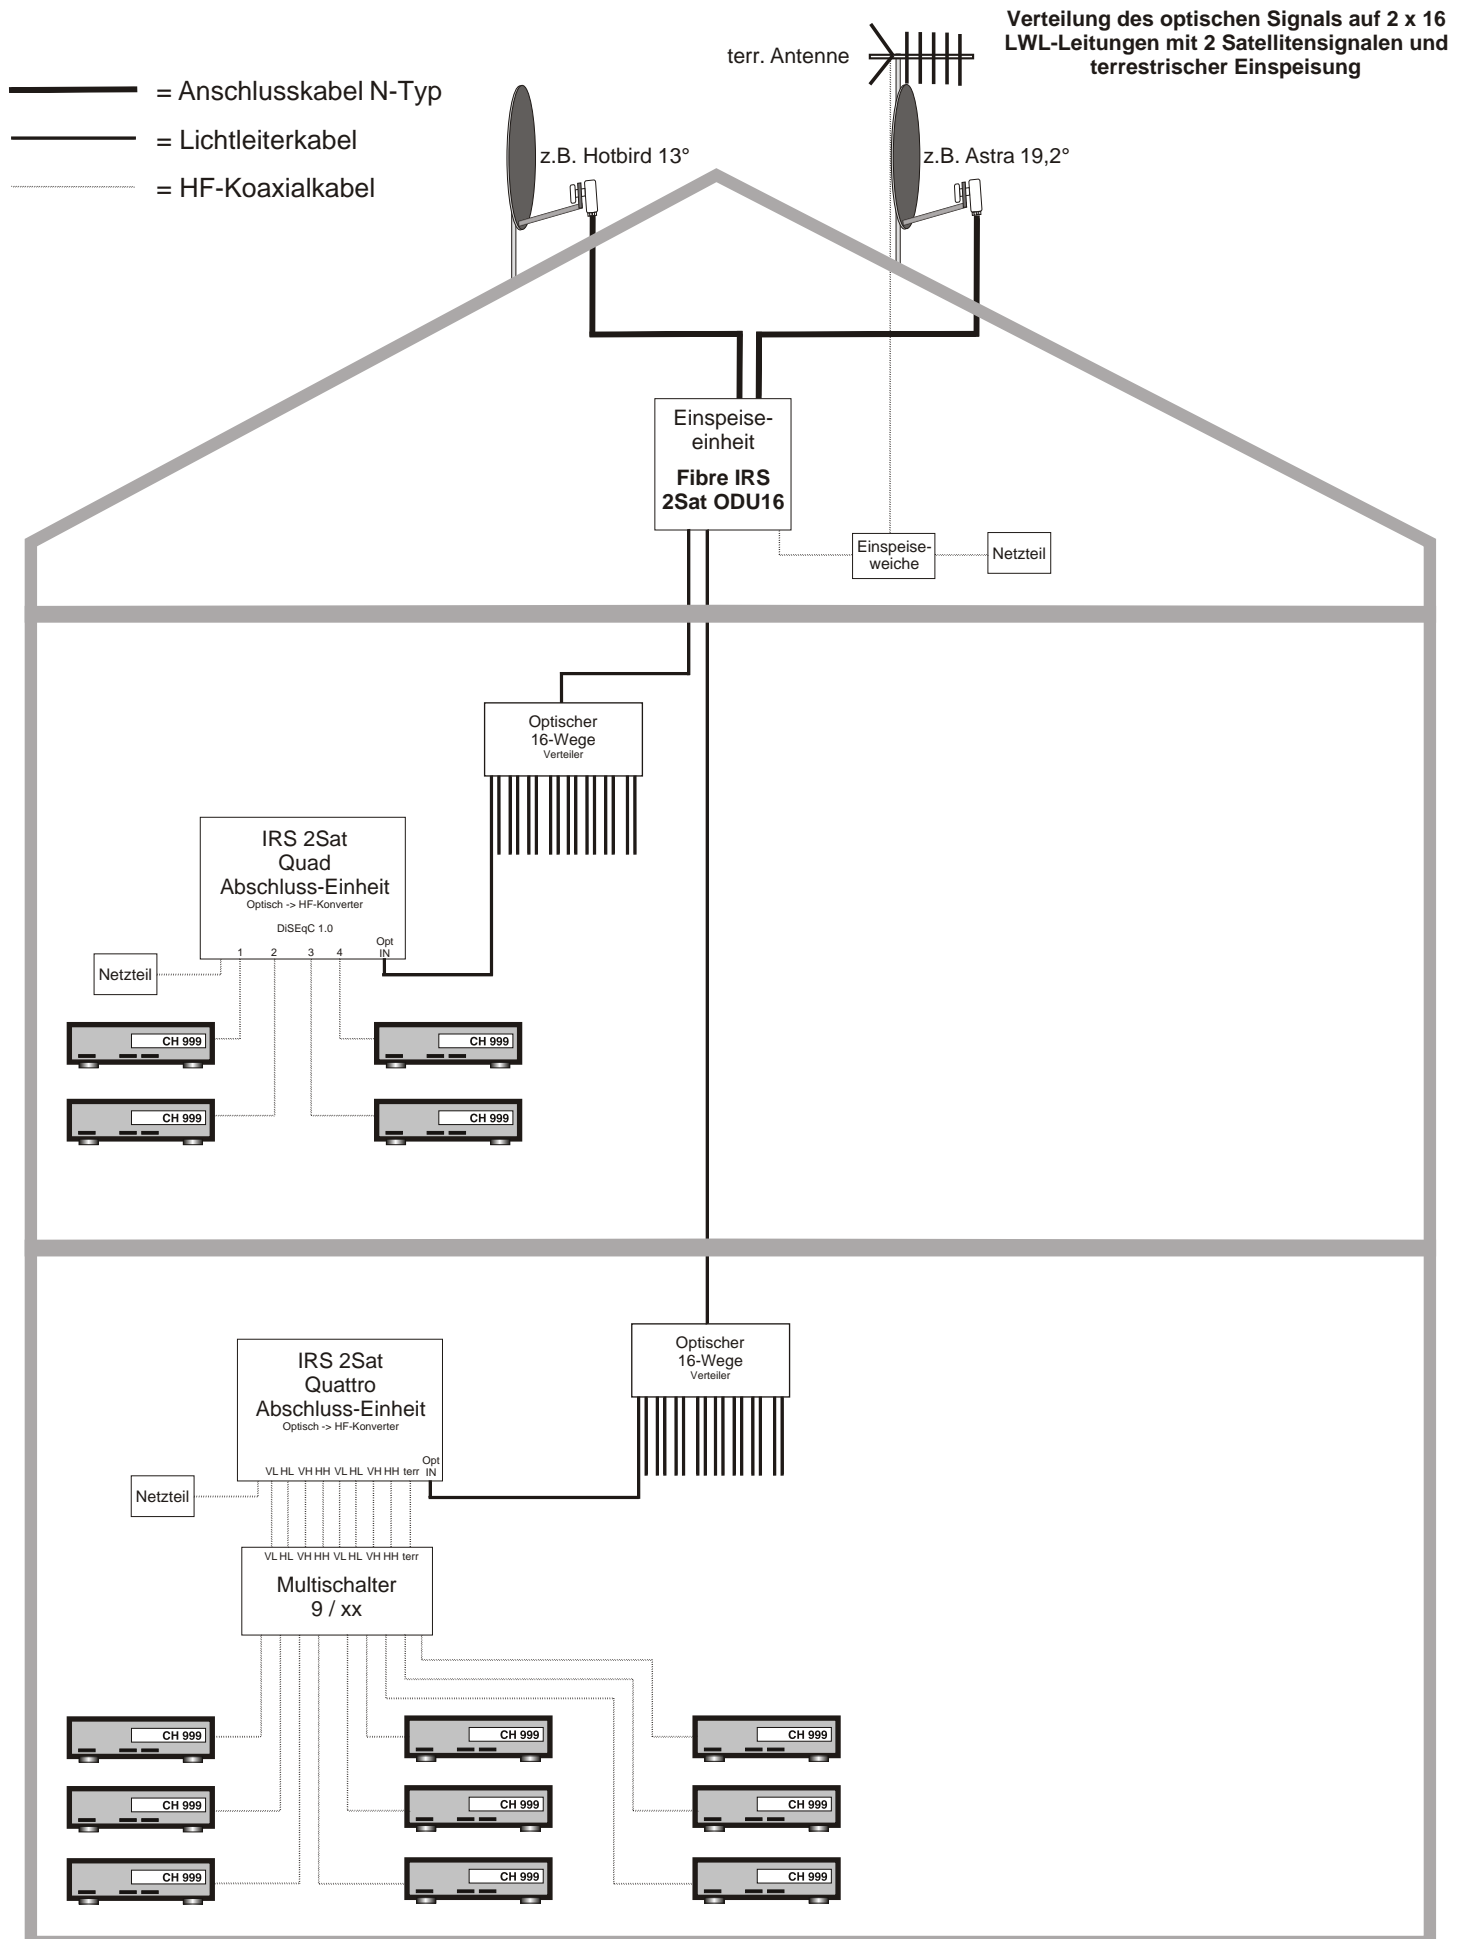 Verteilung des optischen Signals auf 2 x 16
LWL-Leitungen mit 2 Satellitensignalen und
terrestrischer Einspeisung
terr. Antenne
= Anschlusskabel N-Typ
= Lichtleiterkabel
= HF-Koaxialkabel
z.B. Hotbird 13°
z.B. Astra 19,2°
Einspeise-
einheit
Fibre IRS
2Sat ODU16
Einspeise-
weiche
Netzteil
Optischer
16-Wege
Verteiler
IRS 2Sat
Quad
Abschluss-Einheit
Optisch -> HF-Konverter
DiSEqC 1.0
Opt
IN
1 2 3 4
Netzteil
CH 999
CH 999
CH 999
CH 999
Optischer
16-Wege
Verteiler
IRS 2Sat
Quattro
Abschluss-Einheit
Optisch -> HF-Konverter
Opt
IN
VL HL VH HH VL HL VH HH terr
Netzteil
VL HL VH HH VL HL VH HH terr
Multischalter
9 / xx
CH 999
CH 999
CH 999
CH 999
CH 999
CH 999
CH 999
CH 999
CH 999